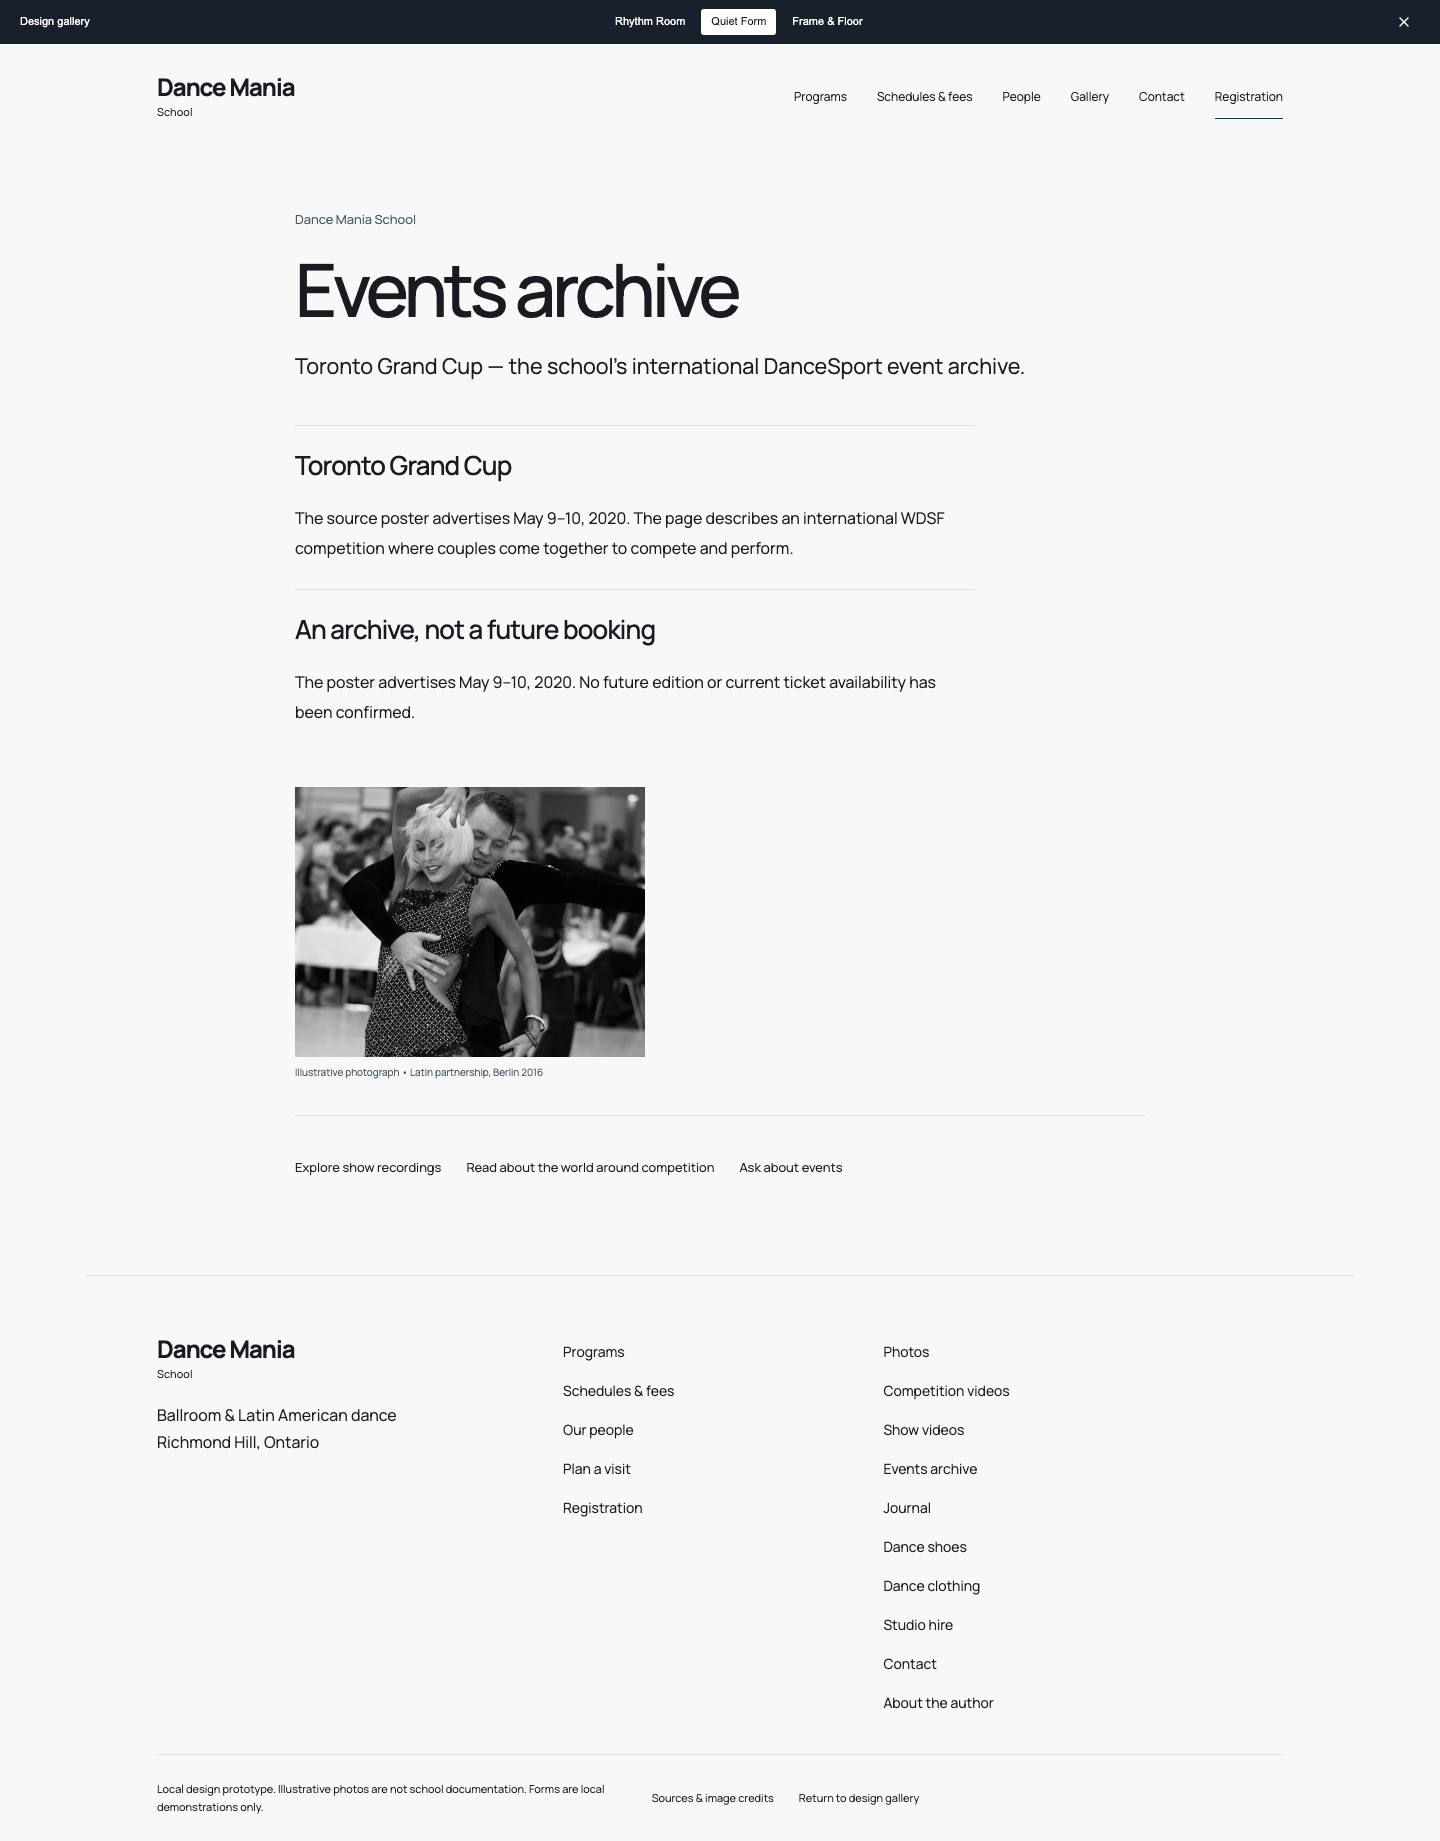 Design gallery
Rhythm Room
Quiet Form
Frame & Floor
×
Dance Mania
School
Programs
Schedules & fees
People
Gallery
Contact
Registration
Dance Mania School
Events archive
Toronto Grand Cup — the school's international DanceSport event archive.
Toronto Grand Cup
The source poster advertises May 9–10, 2020. The page describes an international WDSF
competition where couples come together to compete and perform.
An archive, not a future booking
The poster advertises May 9–10, 2020. No future edition or current ticket availability has
been confirmed.
Illustrative photograph • Latin partnership, Berlin 2016
Explore show recordings
Read about the world around competition
Ask about events
Dance Mania
School
Ballroom & Latin American dance
Richmond Hill, Ontario
Programs
Schedules & fees
Our people
Plan a visit
Registration
Photos
Competition videos
Show videos
Events archive
Journal
Dance shoes
Dance clothing
Studio hire
Contact
About the author
Local design prototype. Illustrative photos are not school documentation. Forms are local
demonstrations only.
Sources & image credits
Return to design gallery